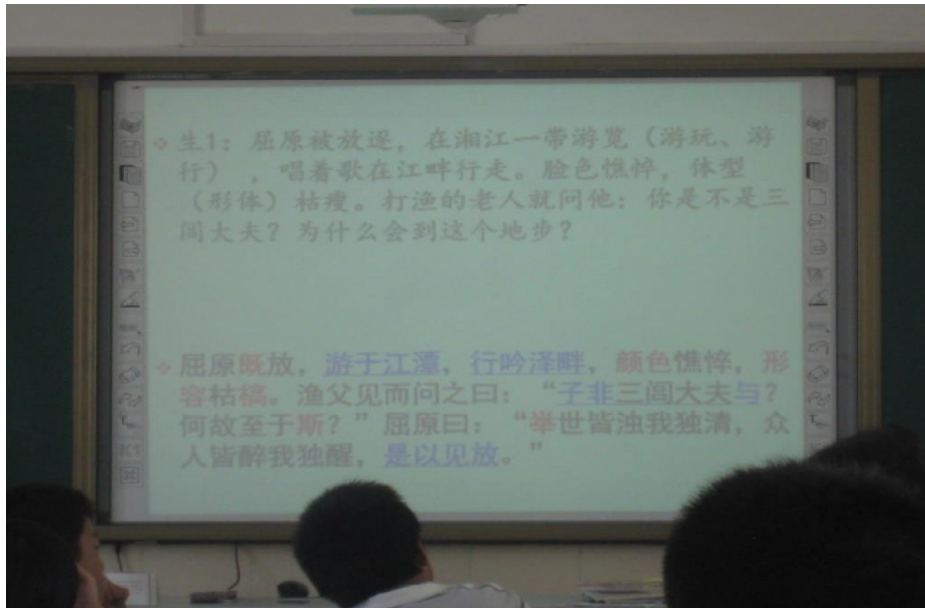 生1：屈原被放逐，在湘江一带游览（游玩、游
行），唱着歌在江畔行走。脸色憔悴，体型
（形体）枯瘦。打渔的老人就问他：你是不是三
闾大夫？为什么会到这个地步？
屈原既放，游于江潭，行吟泽畔，颜色憔悴，形
容枯槁。渔父见而问之曰：“子非三闾大夫与？
何故至于斯？”屈原曰：“举世皆浊我独清，众
人皆醉我独醒，是以见放。”